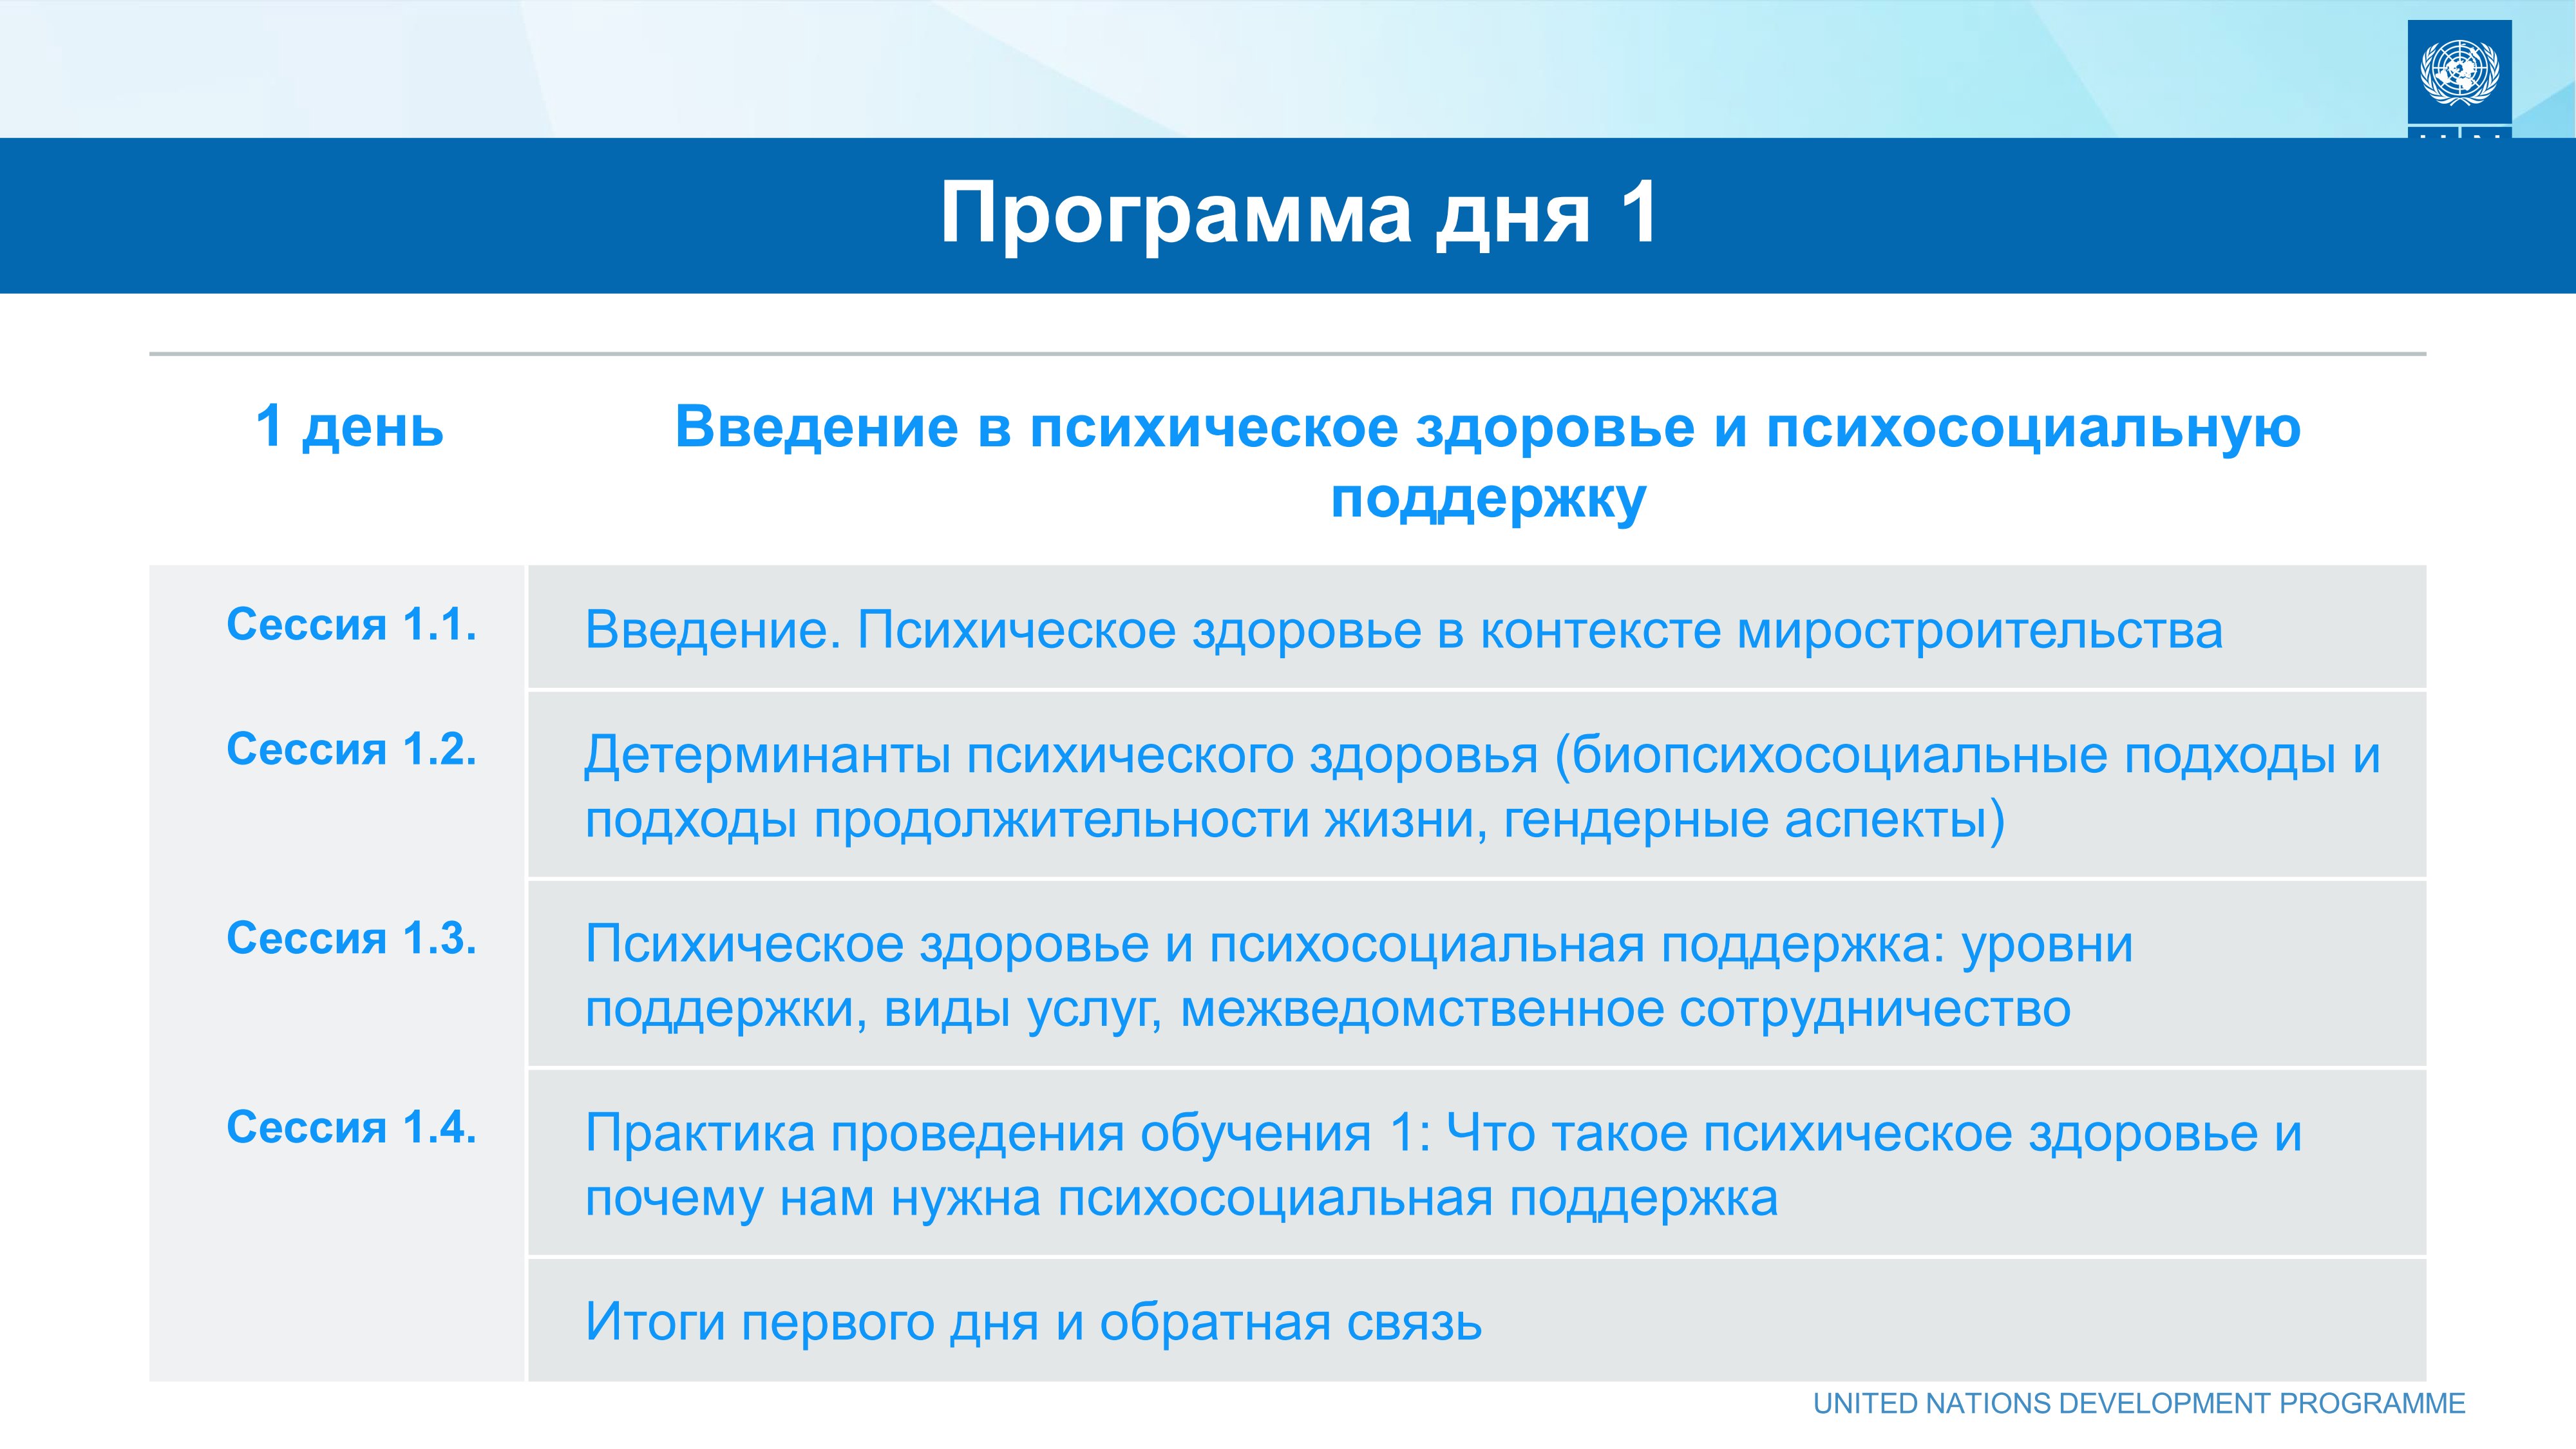 Программа дня 1
1 день
Введение в психическое здоровье и психосоциальную
поддержку
Сессия 1.1.
Введение. Психическое здоровье в контексте миростроительства
Сессия 1.2.
Детерминанты психического здоровья (биопсихосоциальные подходы и
подходы продолжительности жизни, гендерные аспекты)
Сессия 1.3.
Психическое здоровье и психосоциальная поддержка: уровни
поддержки, виды услуг, межведомственное сотрудничество
Сессия 1.4.
Практика проведения обучения 1: Что такое психическое здоровье и
почему нам нужна психосоциальная поддержка
Итоги первого дня и обратная связь
UNITED NATIONS DEVELOPMENT PROGRAMME